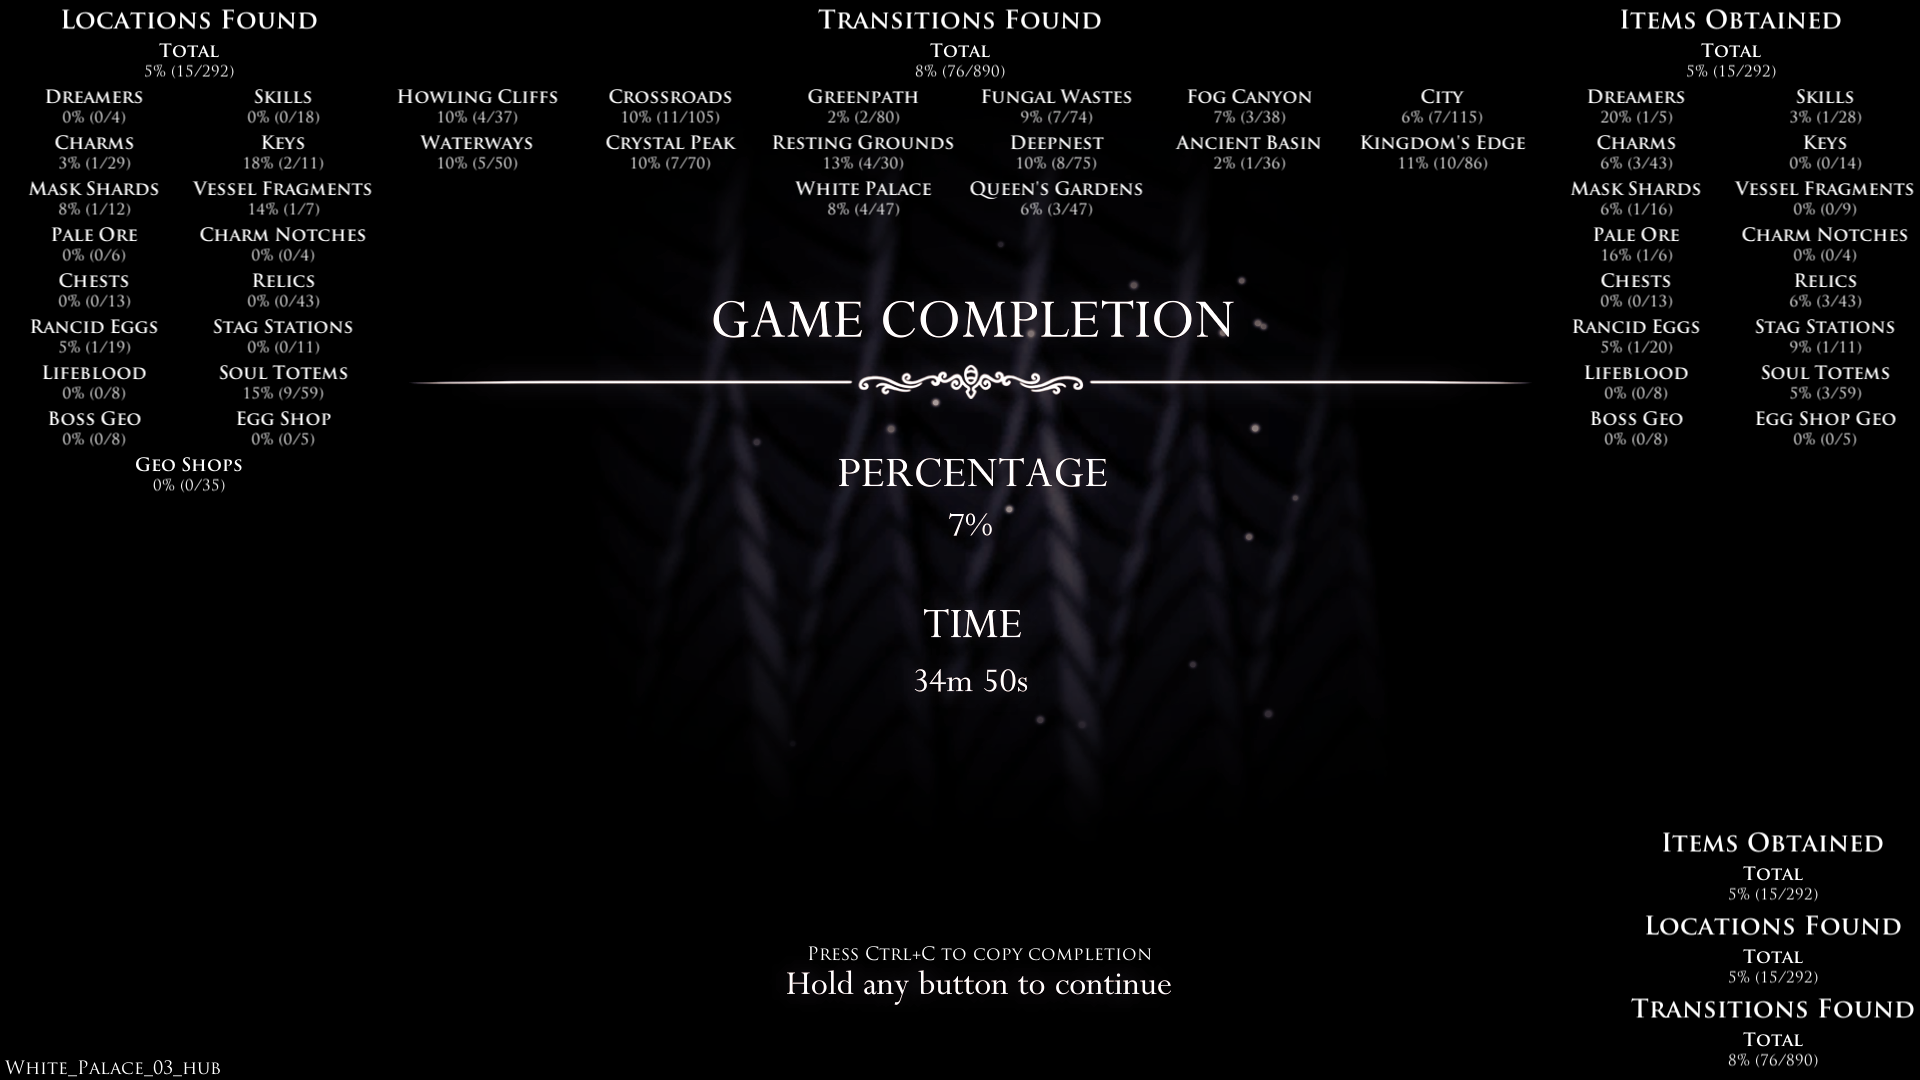 Locations Found
Total
5% (15/292)
Dreamers
0% (0/4)
Skills
0% (0/18)
Charms
3% (1/29)
Keys
18% (2/11)
Mask Shards
8% (1/12)
Vessel Fragments
14% (1/7)
Pale Ore
0% (0/6)
Charm Notches
0% (0/4)
Chests
0% (0/13)
Relics
0% (0/43)
Rancid Eggs
5% (1/19)
Stag Stations
0% (0/11)
Lifeblood
0% (0/8)
Soul Totems
15% (9/59)
Boss Geo
0% (0/8)
Egg Shop
0% (0/5)
Geo Shops
0% (0/35)
Transitions Found
Total
8% (76/890)
Howling Cliffs
10% (4/37)
Crossroads
10% (11/105)
Greenpath
2% (2/80)
Fungal Wastes
9% (7/74)
Fog Canyon
7% (3/38)
City
6% (7/115)
Waterways
10% (5/50)
Crystal Peak
10% (7/70)
Resting Grounds
13% (4/30)
Deepnest
10% (8/75)
Ancient Basin
2% (1/36)
Kingdom's Edge
11% (10/86)
White Palace
8% (4/47)
Queen's Gardens
6% (3/47)
Items Obtained
Total
5% (15/292)
Dreamers
20% (1/5)
Skills
3% (1/28)
Charms
6% (3/43)
Keys
0% (0/14)
Mask Shards
6% (1/16)
Vessel Fragments
0% (0/9)
Pale Ore
16% (1/6)
Charm Notches
0% (0/4)
Chests
0% (0/13)
Relics
6% (3/43)
Rancid Eggs
5% (1/20)
Stag Stations
9% (1/11)
Lifeblood
0% (0/8)
Soul Totems
5% (3/59)
Boss Geo
0% (0/8)
Egg Shop Geo
0% (0/5)
GAME COMPLETION
PERCENTAGE
7%
TIME
34m 50s
Press Ctrl+C to copy completion
Hold any button to continue
Items Obtained
Total
5% (15/292)
Locations Found
Total
5% (15/292)
Transitions Found
Total
8% (76/890)
White_Palace_03_hub